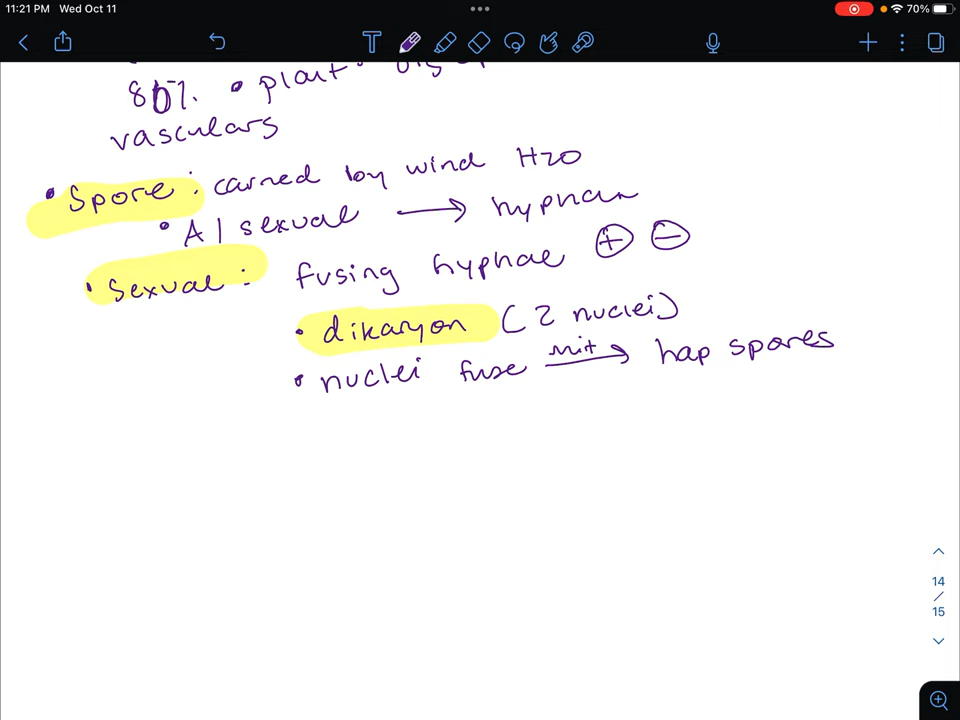 11:21 PM Wed Oct 11
70%
T
80% • plant
vasculars
• Spore : carried by wind H2O
• A | sexual → hyphan
• Sexual : fusing hyphae + −
• dikaryon (2 nuclei)
• nuclei fuse mit → hap spores
14
/
15